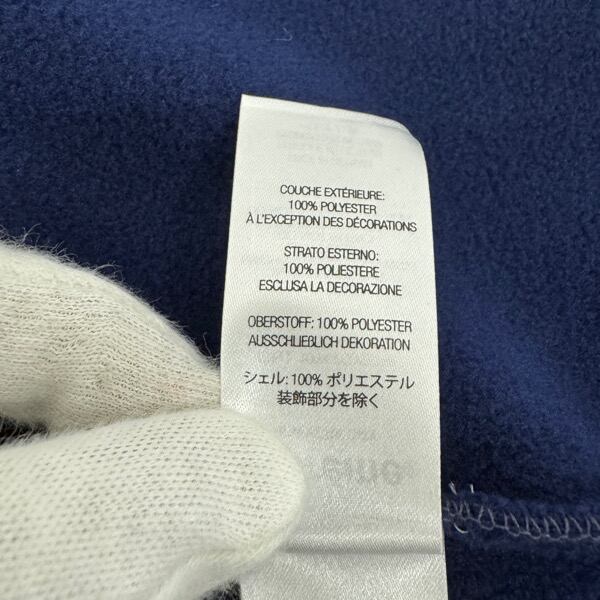 COUCHE EXTÉRIEURE:
100% POLYESTER
À L'EXCEPTION DES DÉCORATIONS
STRATO ESTERNO:
100% POLIESTERE
ESCLUSA LA DECORAZIONE
OBERSTOFF: 100% POLYESTER
AUSSCHLIEßLICH DEKORATION
シェル: 100% ポリエステル
装飾部分を除く